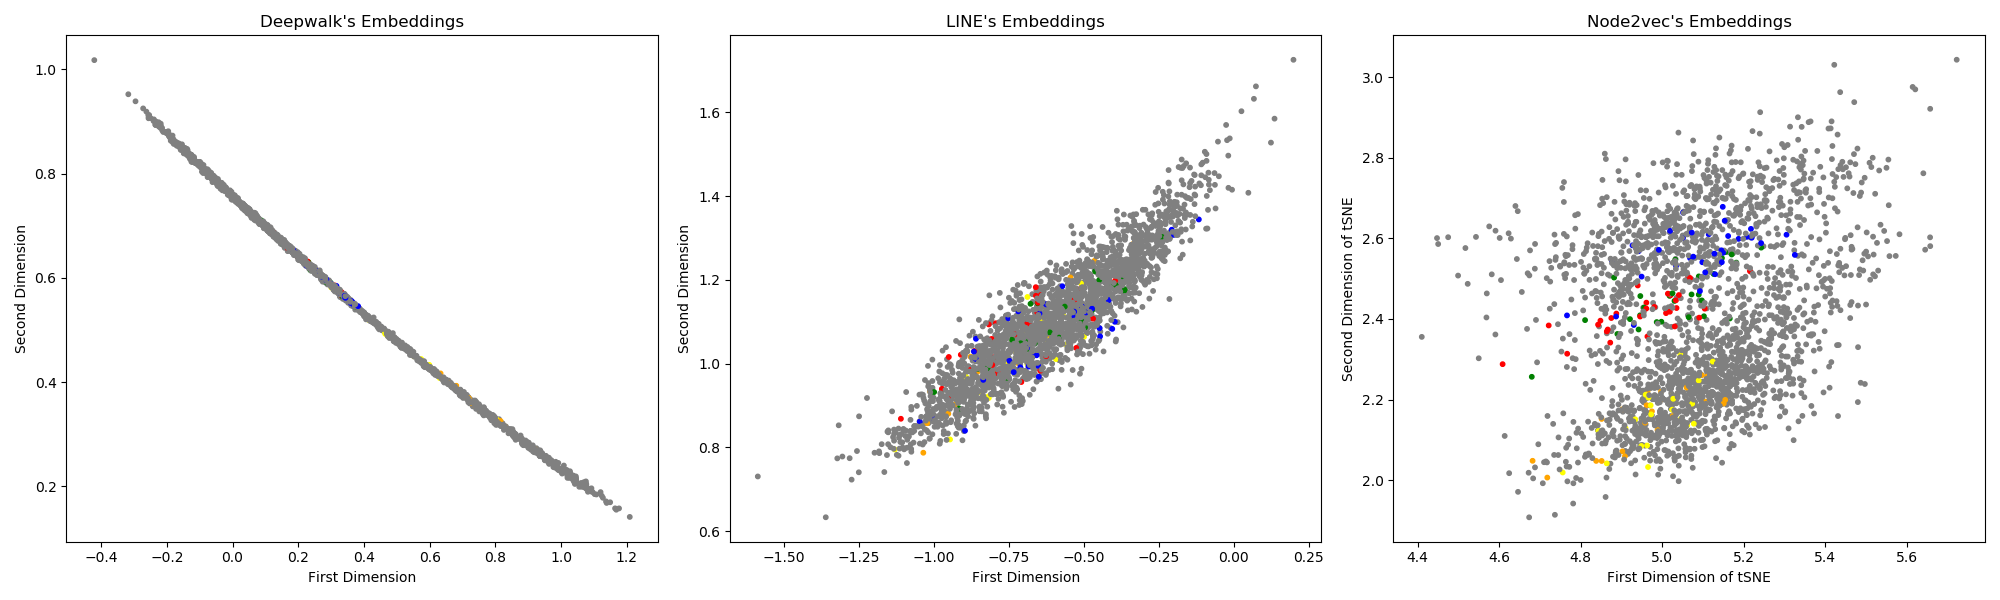 Deepwalk's Embeddings
Second Dimension
1.0
0.8
0.6
0.4
0.2
−0.4 −0.2 0.0 0.2 0.4 0.6 0.8 1.0 1.2
First Dimension
LINE's Embeddings
Second Dimension
1.6
1.4
1.2
1.0
0.8
0.6
−1.50 −1.25 −1.00 −0.75 −0.50 −0.25 0.00 0.25
First Dimension
Node2vec's Embeddings
Second Dimension of tSNE
3.0
2.8
2.6
2.4
2.2
2.0
4.4 4.6 4.8 5.0 5.2 5.4 5.6
First Dimension of tSNE